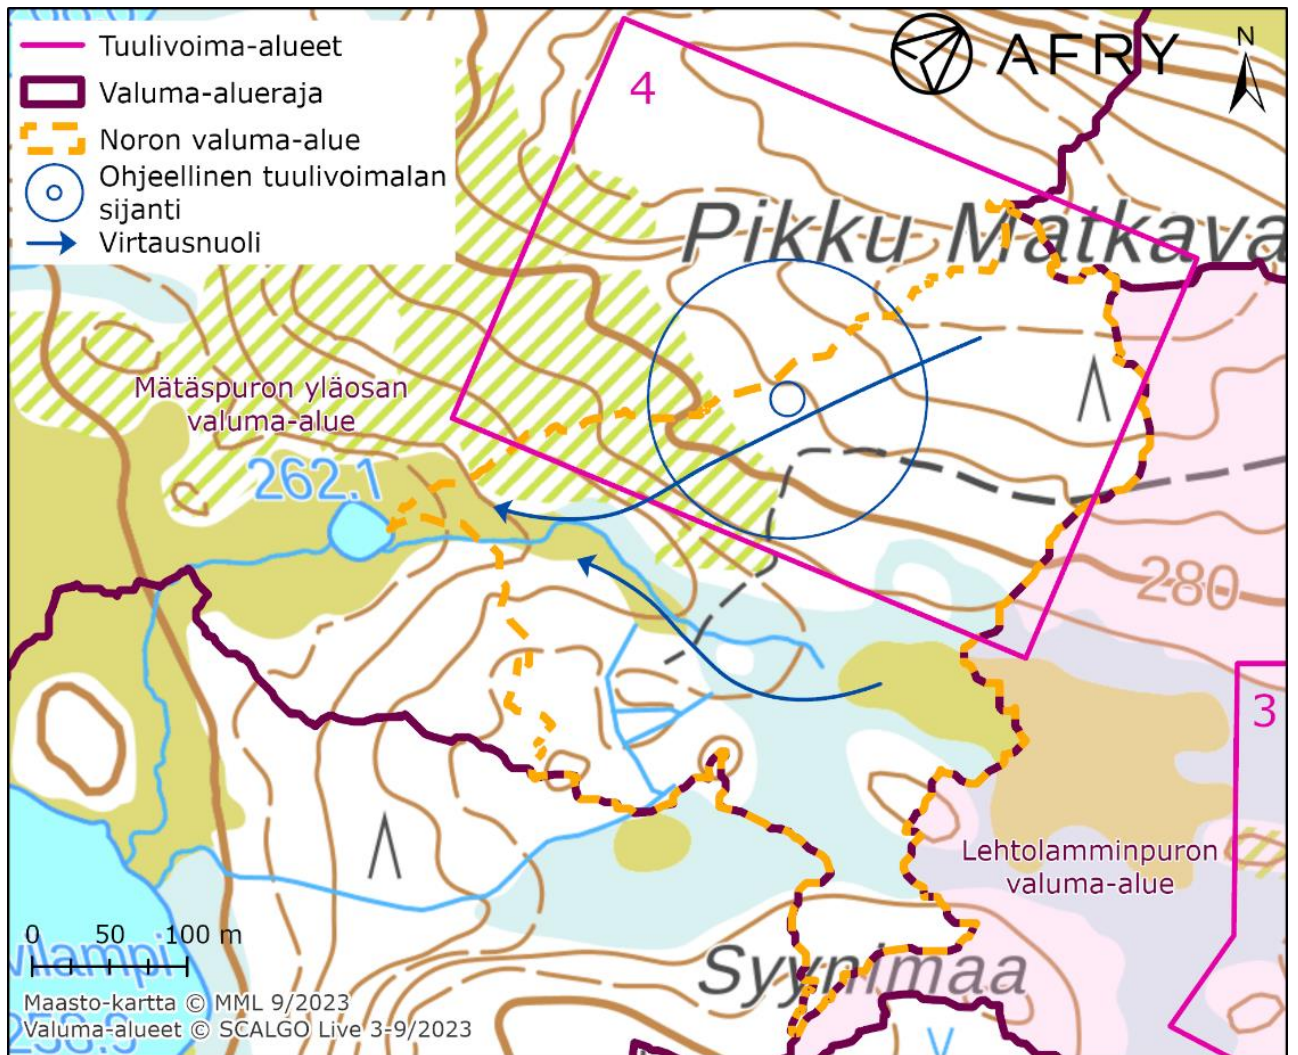 Tuulivoima-alueet
Valuma-alueraja
Noron valuma-alue
Ohjeellinen tuulivoimalan
sijanti
Virtausnuoli
4
AFRY
N
Pikku Matkava
Mätäspuron yläosan
valuma-alue
262.1
280
3
Lehtolamminpuron
valuma-alue
Syynimaa
0 50 100 m
vilampi
Maasto-kartta © MML 9/2023
Valuma-alueet © SCALGO Live 3-9/2023